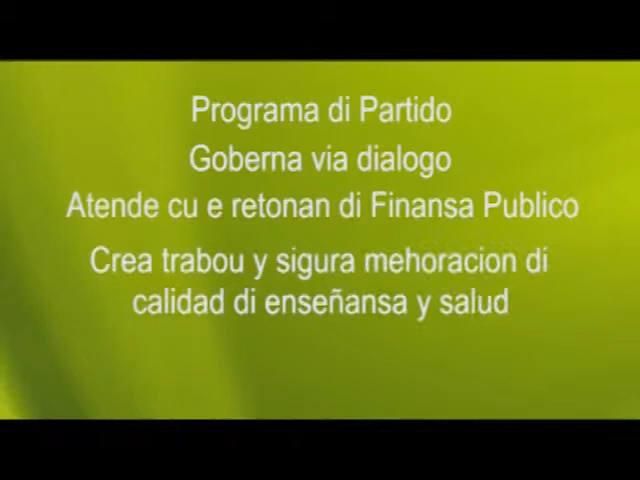 Programa di Partido
Goberna via dialogo
Atende cu e retonan di Finansa Publico
Crea trabou y sigura mehoracion di
calidad di enseñansa y salud